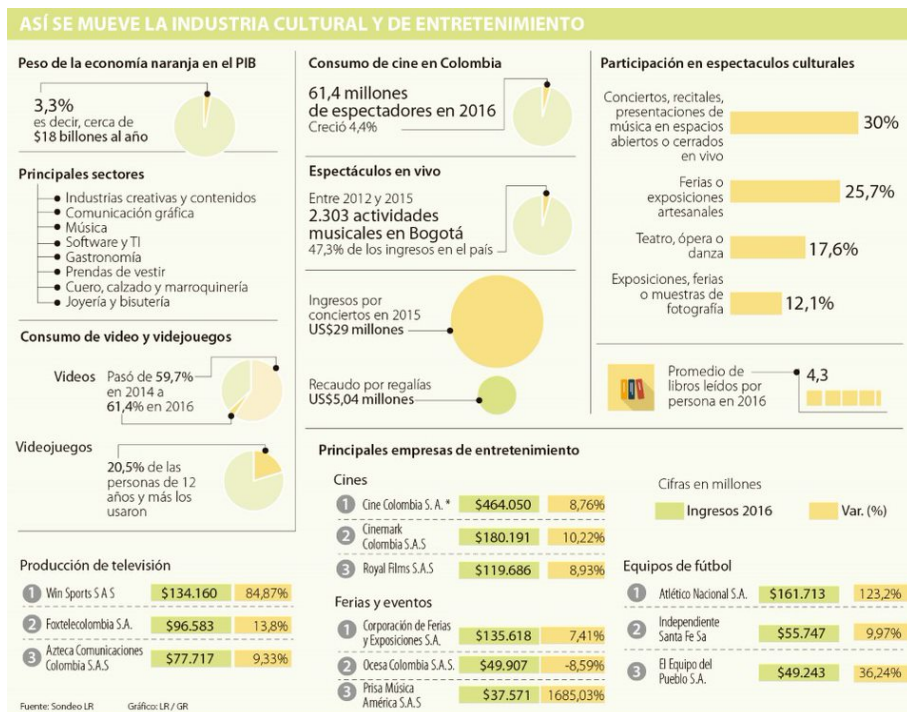 ASÍ SE MUEVE LA INDUSTRIA CULTURAL Y DE ENTRETENIMIENTO
Peso de la economía naranja en el PIB
3,3%
es decir, cerca de
$18 billones al año
Principales sectores
Industrias creativas y contenidos
Comunicación gráfica
Música
Software y TI
Gastronomía
Prendas de vestir
Cuero, calzado y marroquinería
Joyería y bisutería
Consumo de video y videjouegos
Videos
Pasó de 59,7%
en 2014 a
61,4% en 2016
Videojuegos
20,5% de las
personas de 12
años y más los
usaron
Consumo de cine en Colombia
61,4 millones
de espectadores en 2016
Creció 4,4%
Espectáculos en vivo
Entre 2012 y 2015
2.303 actividades
musicales en Bogotá
47,3% de los ingresos en el país
Ingresos por
conciertos en 2015
US$29 millones
Recaudo por regalías
US$5,04 millones
Participación en espectaculos culturales
Conciertos, recitales,
presentaciones de
música en espacios
abiertos o cerrados
en vivo
30%
Ferias o
exposiciones
artesanales
25,7%
Teatro, ópera o
danza
17,6%
Exposiciones, ferias
o muestras de
fotografía
12,1%
Promedio de
libros leídos por
persona en 2016
4,3
Principales empresas de entretenimiento
Cifras en millones
Ingresos 2016
Var. (%)
Cines
1 Cine Colombia S. A. * $464.050 8,76%
2 Cinemark
Colombia S.A.S $180.191 10,22%
3 Royal Films S.A.S $119.686 8,93%
Ferias y eventos
1 Corporación de Ferias
y Exposiciones S.A. $135.618 7,41%
2 Ocesa Colombia S.A.S. $49.907 -8,59%
3 Prisa Música
América S.A.S $37.571 1685,03%
Producción de televisión
1 Win Sports S A S $134.160 84,87%
2 Foxtelecolombia S.A. $96.583 13,8%
3 Azteca Comunicaciones
Colombia S.A.S $77.717 9,33%
Equipos de fútbol
1 Atlético Nacional S.A. $161.713 123,2%
2 Independiente
Santa Fe Sa $55.747 9,97%
3 El Equipo del
Pueblo S.A. $49.243 36,24%
Fuente: Sondeo LR Gráfico: LR / GR